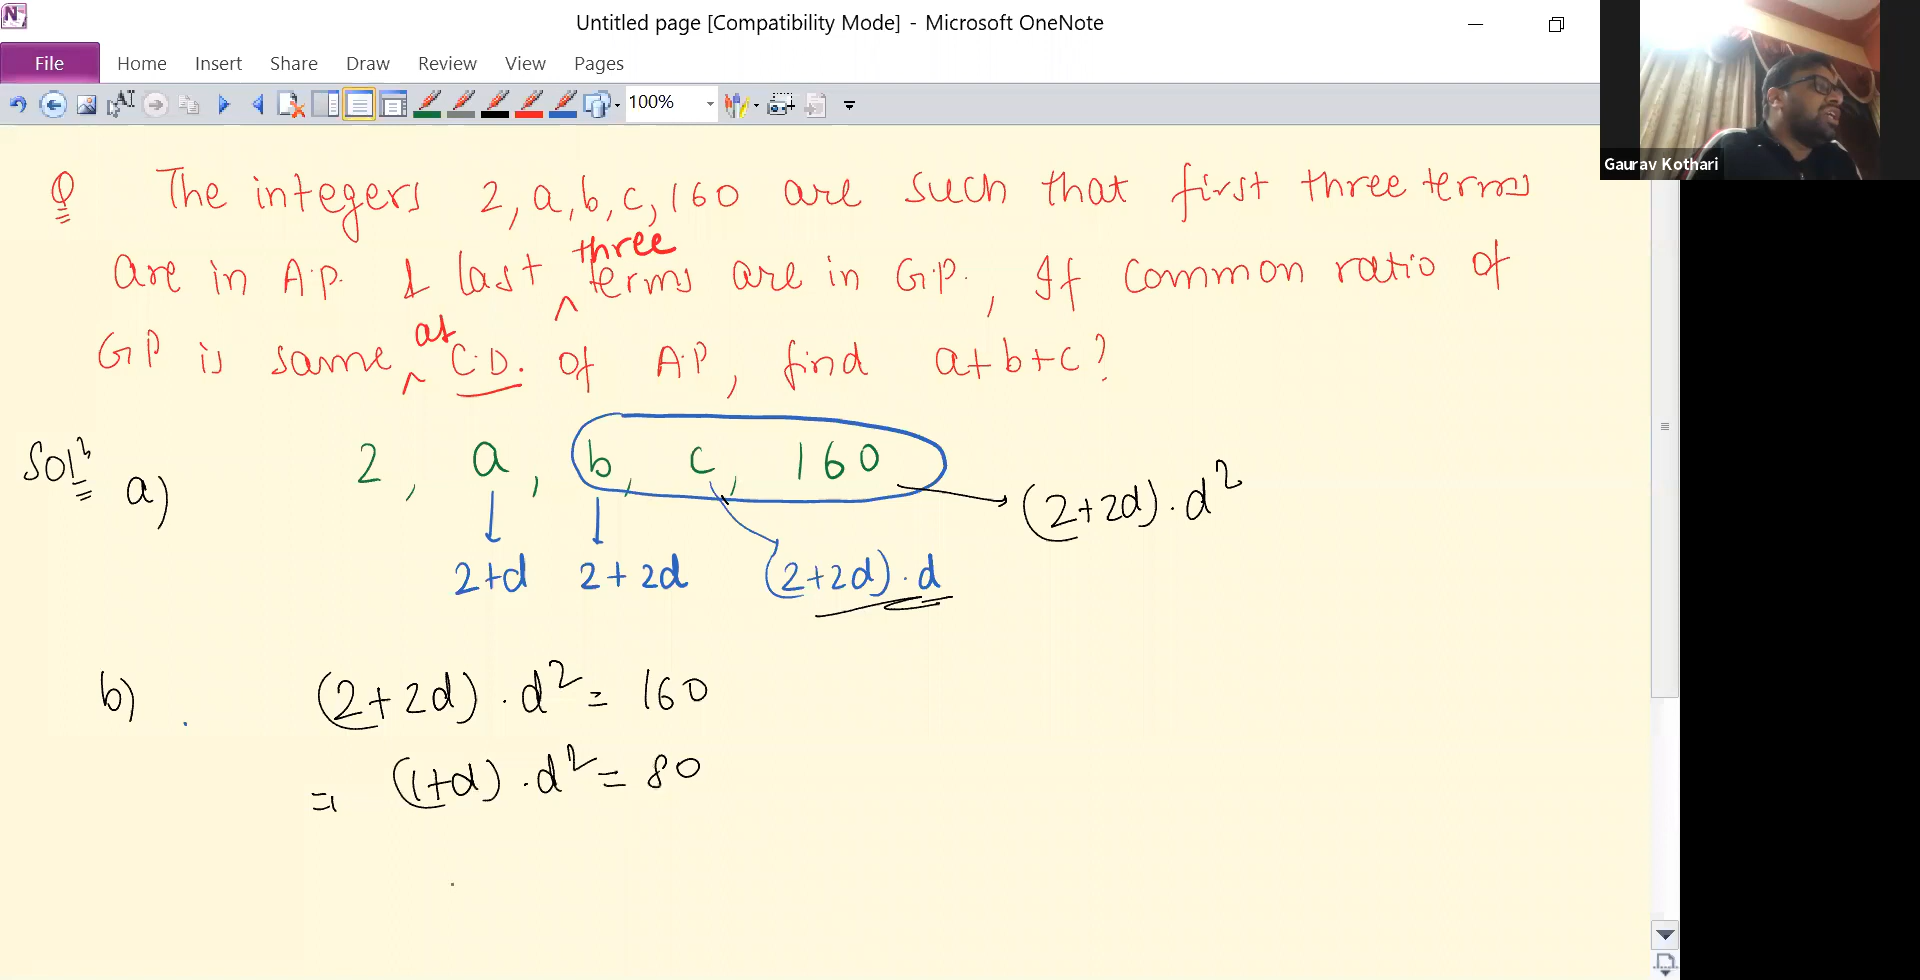 Untitled page [Compatibility Mode] - Microsoft OneNote
File Home Insert Share Draw Review View Pages
100%
Gaurav Kothari
Q The integers 2, a, b, c, 160 are such that first three terms
are in A.P. & last three terms are in G.P., If common ratio of
GP is same as C.D. of A.P, find a+b+c?
Solⁿ a) 2, a, b, c, 160 (2+2d).d²
2+d 2+2d (2+2d).d
b) (2+2d).d² = 160
⇒ (1+d).d² = 80